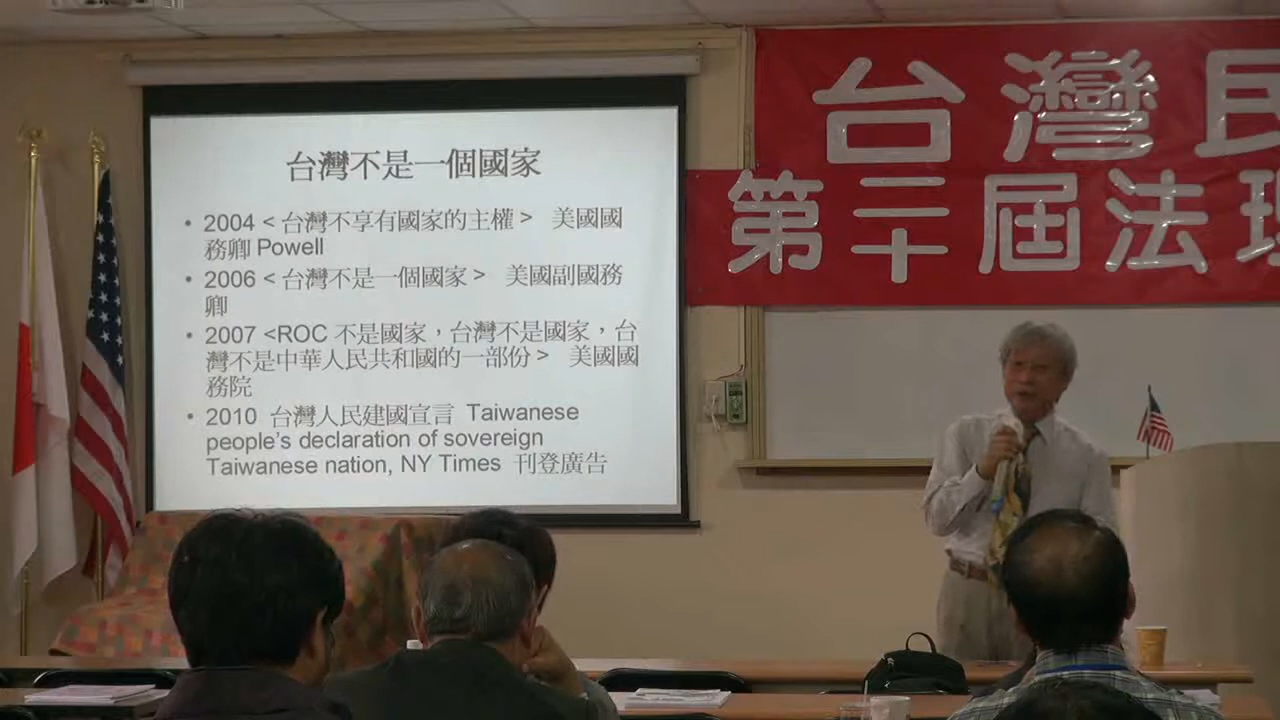 台灣不是一個國家
• 2004 < 台灣不享有國家的主權 > 美國國
務卿 Powell
• 2006 < 台灣不是一個國家 > 美國副國務
卿
• 2007 <ROC 不是國家，台灣不是國家，台
灣不是中華人民共和國的一部份 > 美國國
務院
• 2010 台灣人民建國宣言 Taiwanese
people’s declaration of sovereign
Taiwanese nation, NY Times 刊登廣告
台灣民
第二十屆法理